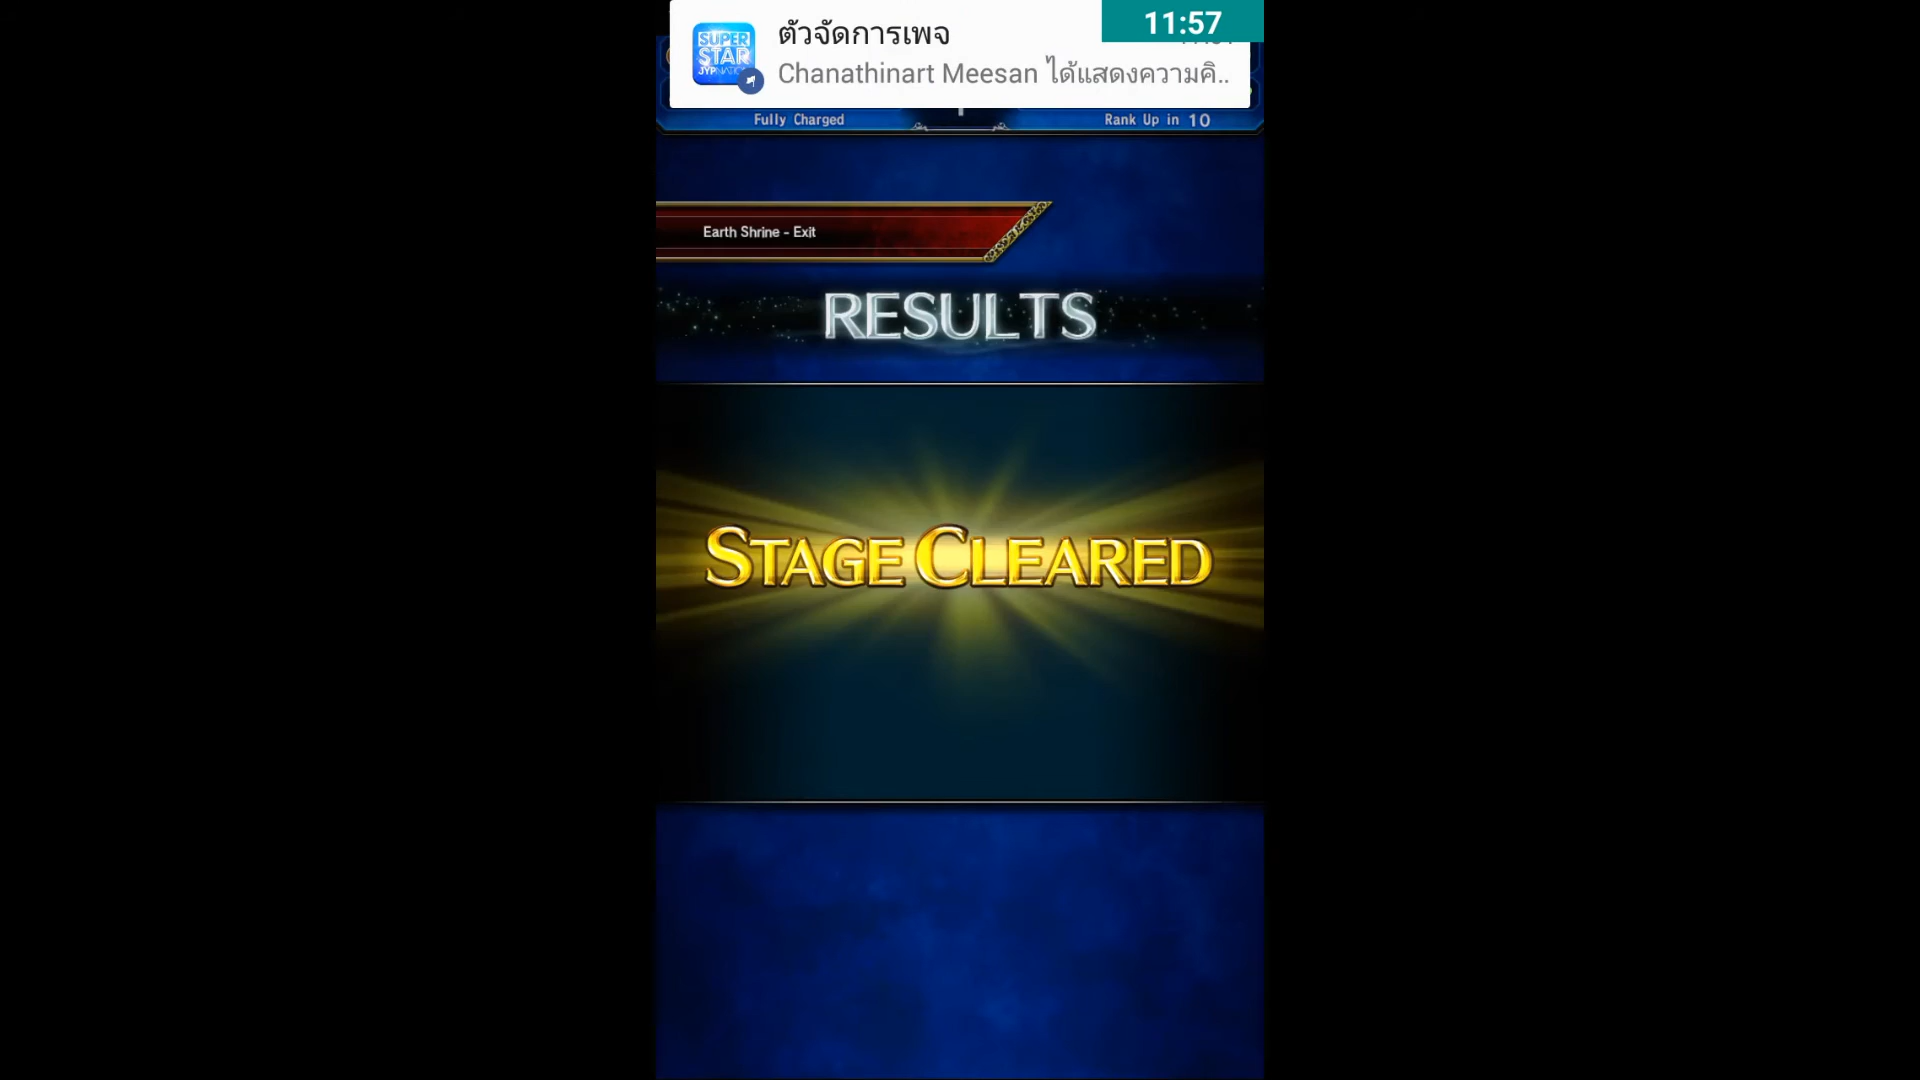 11:57
ตัวจัดการเพจ
SUPER
STAR
JYPNATION
Chanathinart Meesan ได้แสดงความคิ..
Fully Charged
Rank Up in 10
Earth Shrine - Exit
RESULTS
STAGE CLEARED